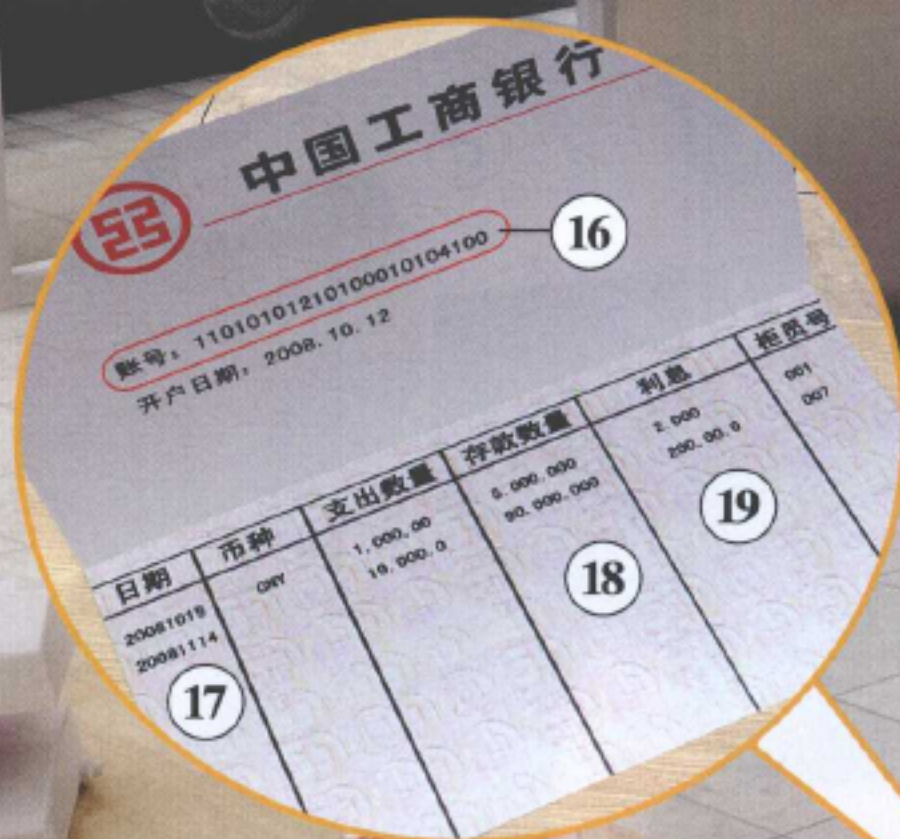 中国工商银行
16
账号：1101010121010001010410​0
开户日期：2008.10.12
日期 币种 支出数量 存款数量 利息 柜员号
20081019 CNY 1,000,00 5.000.000 2.000 001
20081114 10,000.0 90.000.000 200.00.0 007
17
18
19